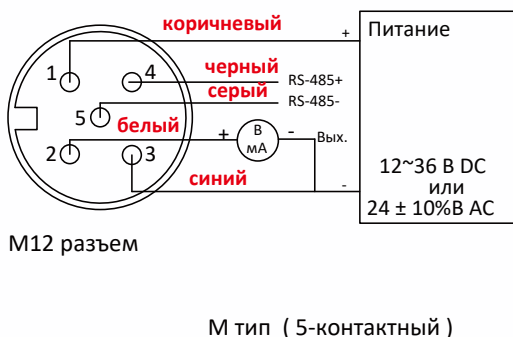 коричневый
+
Питание
1
4
черный
RS-485+
серый
5
RS-485-
белый
+
В
мА
-
Вых.
2
3
12~36 В DC
или
24 ± 10%В AC
синий
-
М12 разъем
М тип ( 5-контактный )